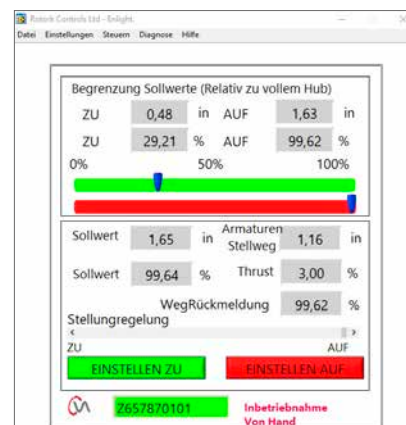 Rotork Controls Ltd - Enlight.
Datei Einstellungen Steuern Diagnose Hilfe
Begrenzung Sollwerte (Relativ zu vollem Hub)
ZU 0,48 in AUF 1,63 in
ZU 29,21 % AUF 99,62 %
0% 50% 100%
Sollwert 1,65 in Armaturen Stellweg 1,16 in
Sollwert 99,64 % Thrust 3,00 %
WegRückmeldung 99,62 %
Stellungregelung
ZU AUF
EINSTELLEN ZU EINSTELLEN AUF
Z657870101 Inbetriebnahme
Von Hand